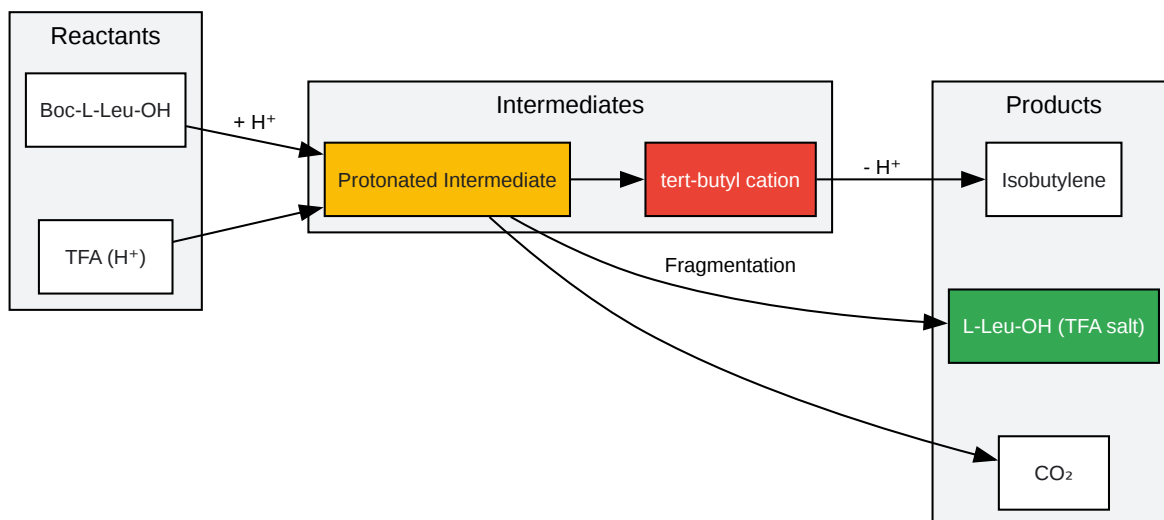 Reactants
Boc-L-Leu-OH
TFA (H⁺)
+ H⁺
Intermediates
Protonated Intermediate
tert-butyl cation
Fragmentation
- H⁺
Products
Isobutylene
L-Leu-OH (TFA salt)
CO₂